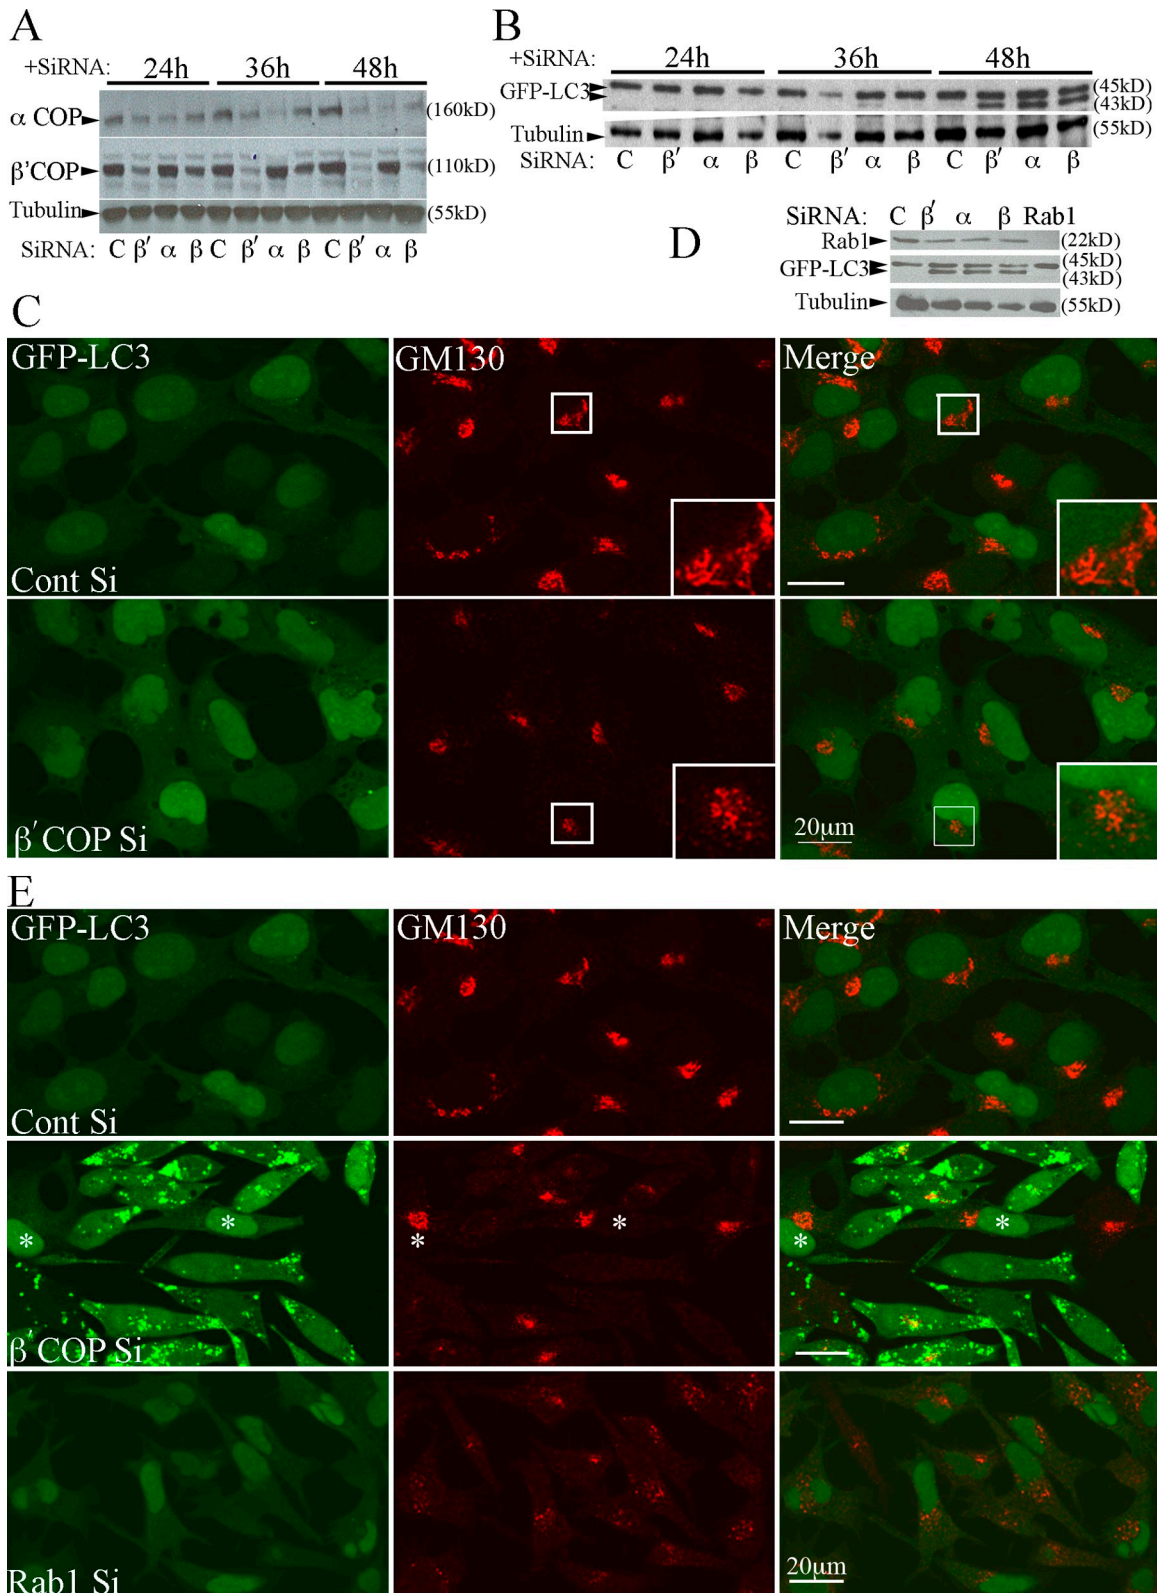 A
+SiRNA: 24h 36h 48h
α COP (160kD)
β'COP (110kD)
Tubulin (55kD)
SiRNA: C β' α β C β' α β C β' α β
B
+SiRNA: 24h 36h 48h
GFP-LC3 (45kD)
(43kD)
Tubulin (55kD)
SiRNA: C β' α β C β' α β C β' α β
D
SiRNA: C β' α β Rab1
Rab1 (22kD)
GFP-LC3 (45kD)
(43kD)
Tubulin (55kD)
C
GFP-LC3 GM130 Merge
Cont Si
β' COP Si
20μm
E
GFP-LC3 GM130 Merge
Cont Si
* * * *
* *
β' COP Si
Rab1 Si
20μm